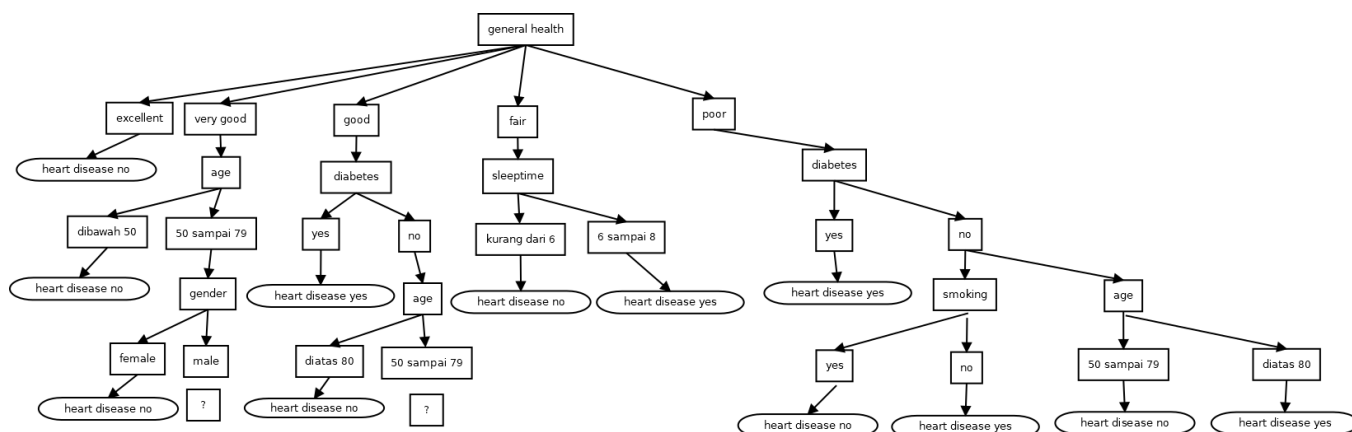 general health
excellent
very good
good
fair
poor
heart disease no
age
diabetes
sleeptime
diabetes
dibawah 50
50 sampai 79
yes
no
kurang dari 6
6 sampai 8
yes
no
heart disease no
gender
heart disease yes
age
heart disease no
heart disease yes
heart disease yes
smoking
age
female
male
diatas 80
50 sampai 79
yes
no
50 sampai 79
diatas 80
heart disease no
?
heart disease no
?
heart disease no
heart disease yes
heart disease no
heart disease yes